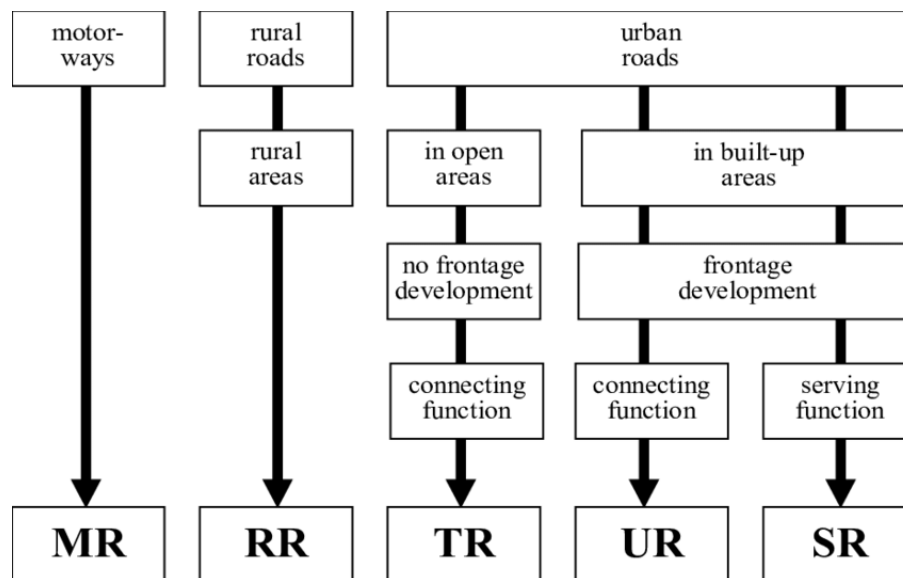 motor-
ways
rural
roads
urban
roads
rural
areas
in open
areas
in built-up
areas
no frontage
development
frontage
development
connecting
function
connecting
function
serving
function
MR
RR
TR
UR
SR